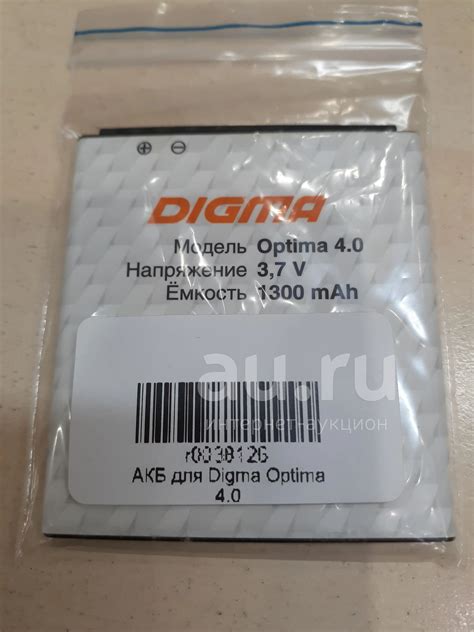 DIGMA
Модель Optima 4.0
Напряжение 3,7 V
Ёмкость 1300 mAh
au.ru
интернет-аукцион
r0038126
АКБ для Digma Optima
4.0